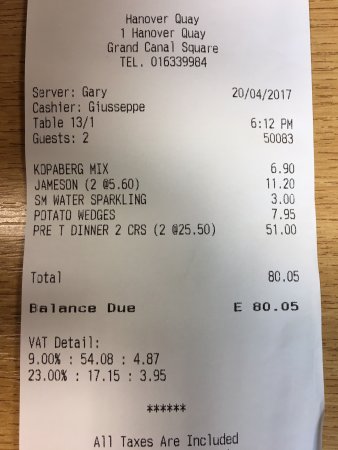 Hanover Quay
1 Hanover Quay
Grand Canal Square
TEL. 016339984
Server: Gary 20/04/2017
Cashier: Giusseppe
Table 13/1 6:12 PM
Guests: 2 50083
KOPABERG MIX 6.90
JAMESON (2 @5.60) 11.20
SM WATER SPARKLING 3.00
POTATO WEDGES 7.95
PRE T DINNER 2 CRS (2 @25.50) 51.00
Total 80.05
Balance Due E 80.05
VAT Detail:
9.00% : 54.08 : 4.87
23.00% : 17.15 : 3.95
******
All Taxes Are Included